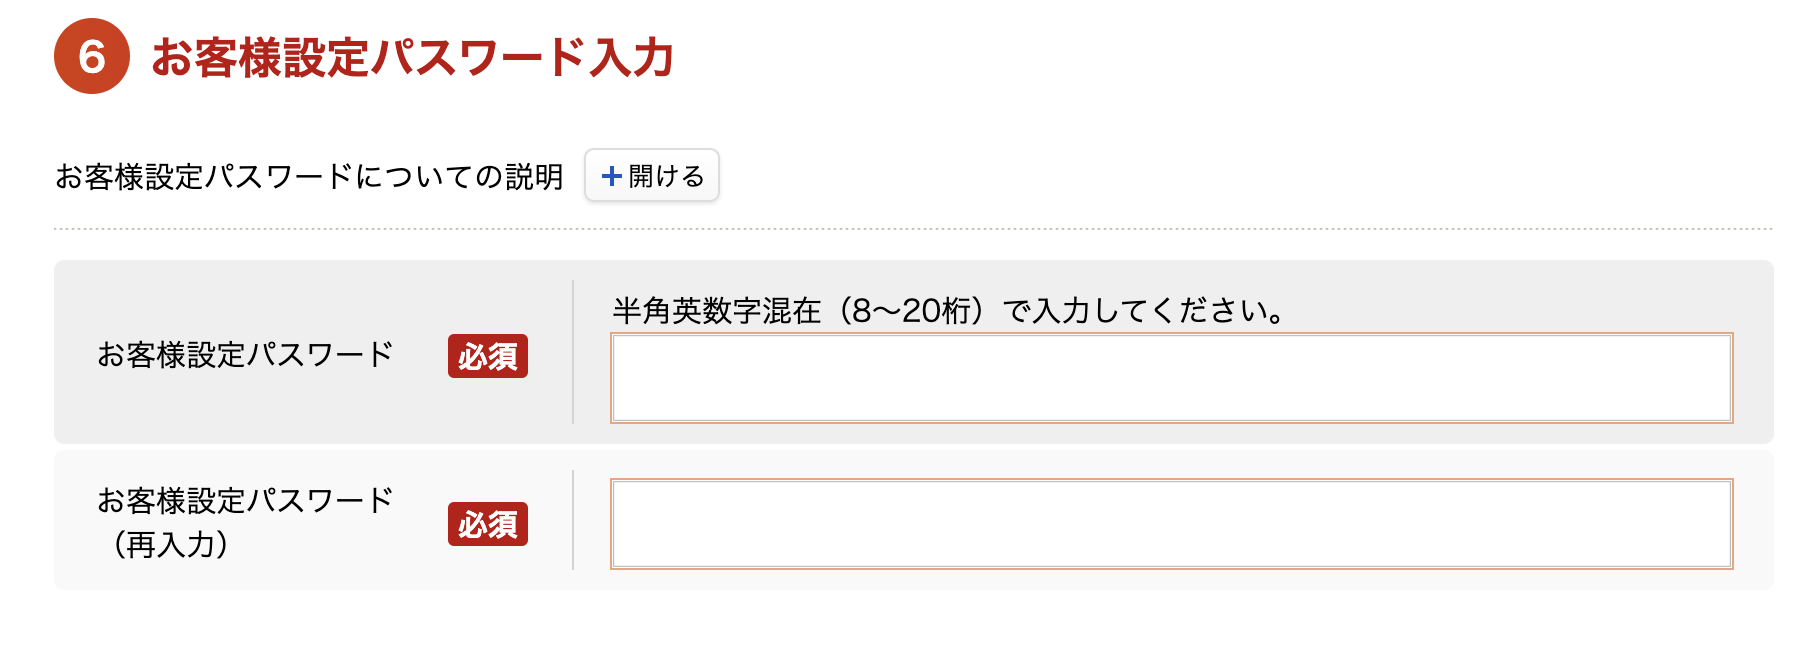 6 お客様設定パスワード入力
お客様設定パスワードについての説明 +開ける
半角英数字混在（8〜20桁）で入力してください。
お客様設定パスワード 必須
お客様設定パスワード
（再入力） 必須